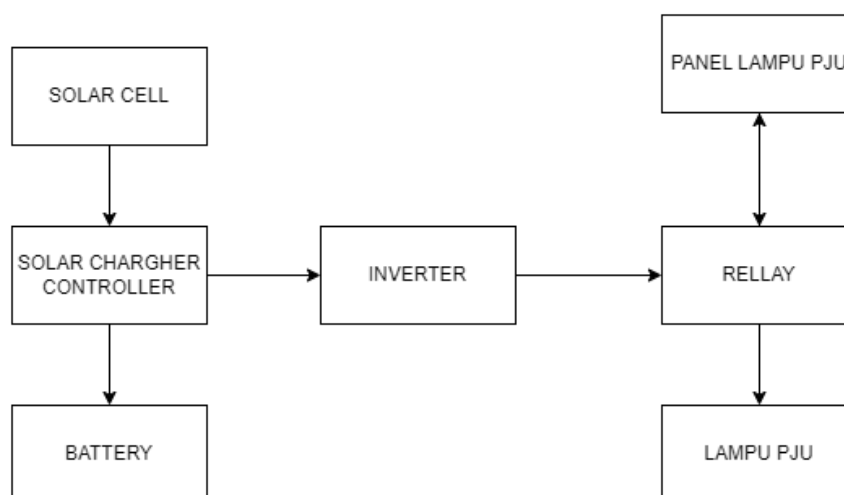 SOLAR CELL
PANEL LAMPU PJU
SOLAR CHARGHER
CONTROLLER
INVERTER
RELLAY
BATTERY
LAMPU PJU